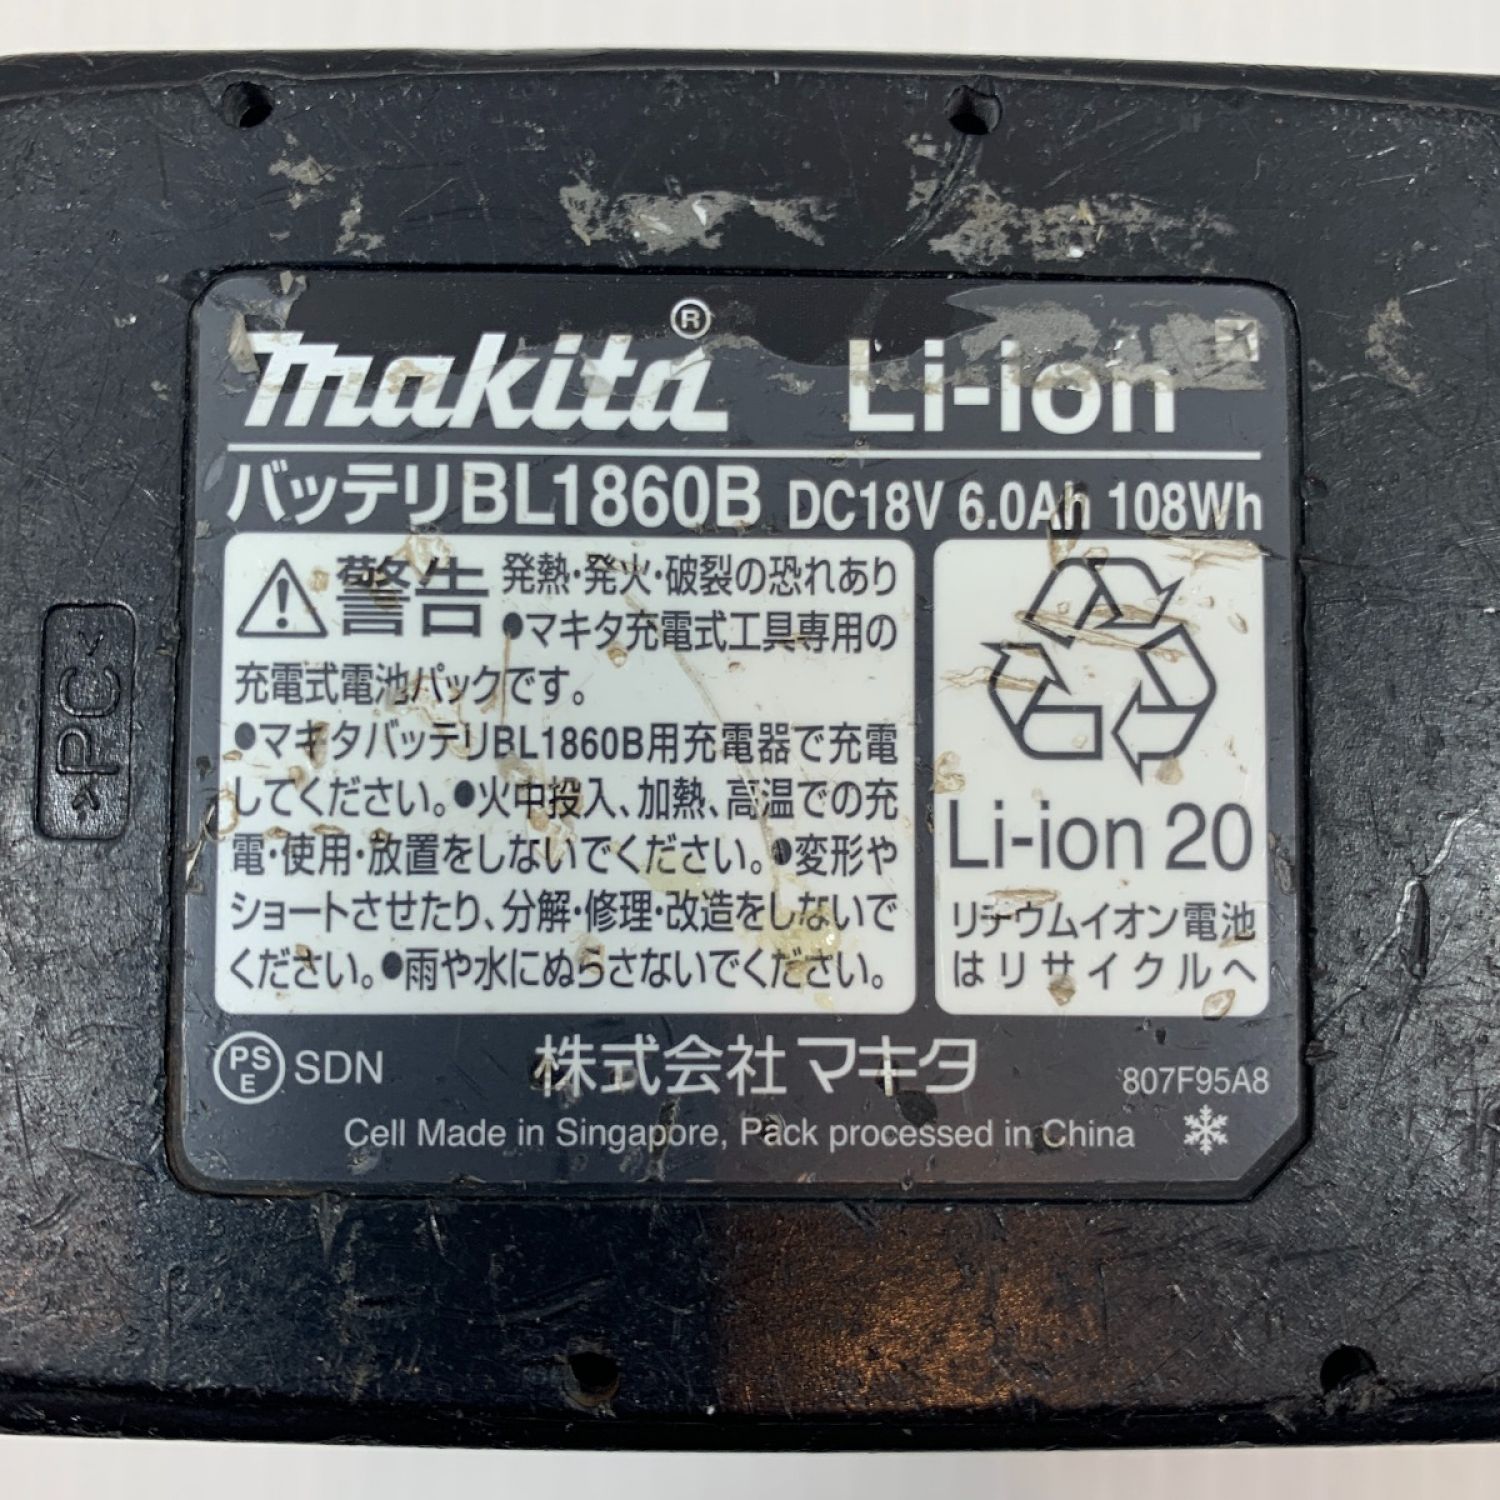 makita® Li-ion
バッテリBL1860B DC18V 6.0Ah 108Wh
警告 発熱・発火・破裂の恐れあり
●マキタ充電式工具専用の
充電式電池パックです。
●マキタバッテリBL1860B用充電器で充電
してください。●火中投入、加熱、高温での充
電・使用・放置をしないでください。●変形や
ショートさせたり、分解・修理・改造をしないで
ください。●雨や水にぬらさないでください。
Li-ion 20
リチウムイオン電池
はリサイクルへ
PSE SDN 株式会社マキタ 807F95A8
Cell Made in Singapore, Pack processed in China
>PC<